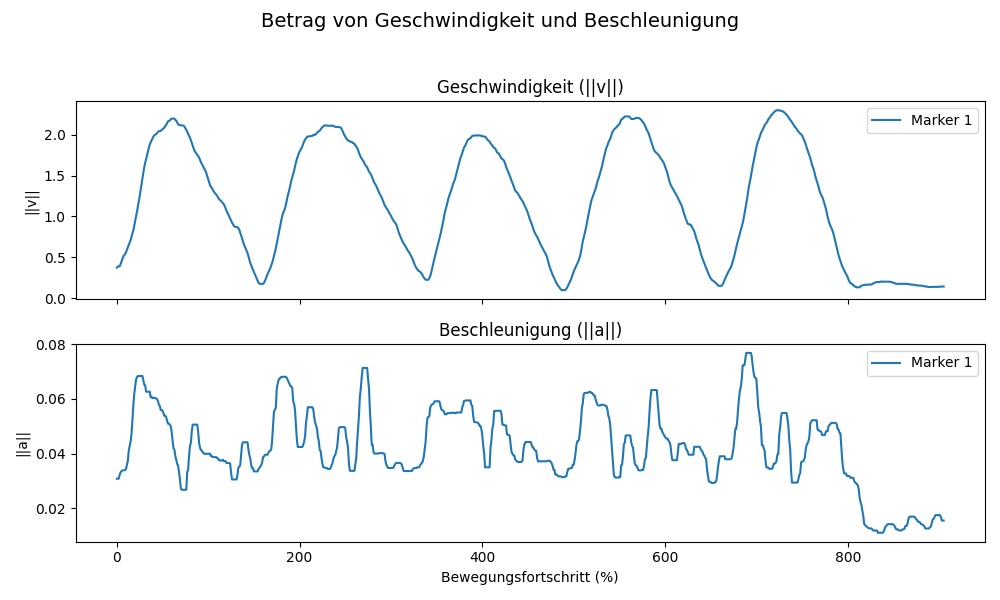 Betrag von Geschwindigkeit und Beschleunigung
Geschwindigkeit (||v||)
Marker 1
2.0
1.5
1.0
0.5
0.0
||v||
Beschleunigung (||a||)
Marker 1
0.08
0.06
0.04
0.02
||a||
0 200 400 600 800
Bewegungsfortschritt (%)